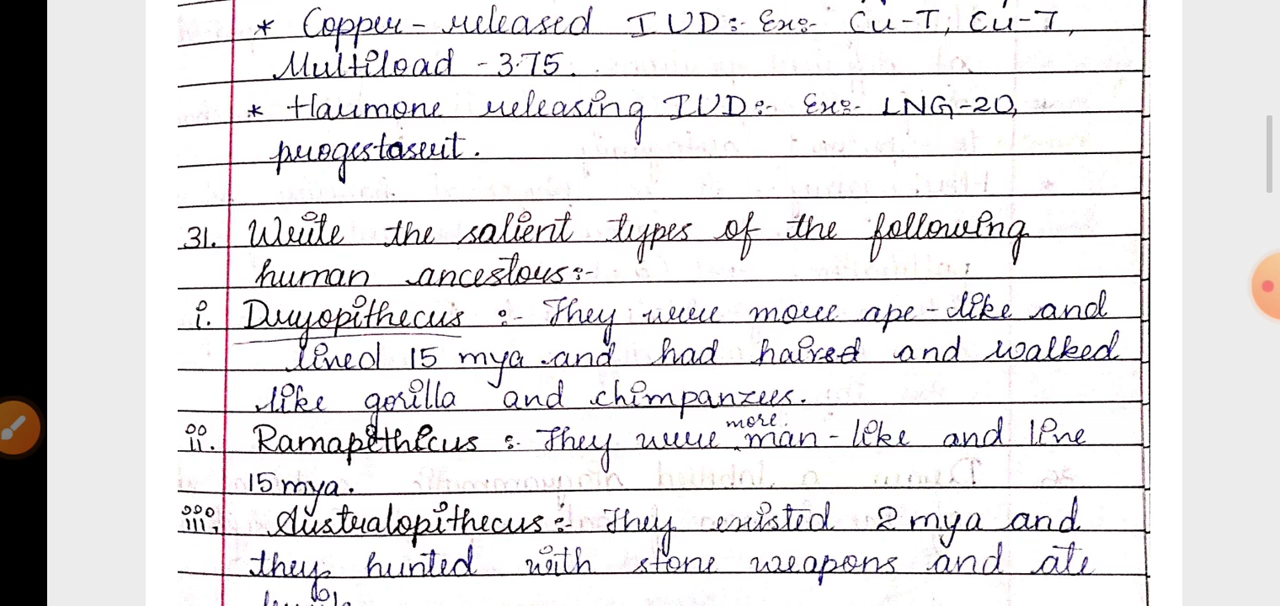 * Copper - released IUD :- Ex:- Cu-T, Cu-7,
Multiload - 375.
* Harmone releasing IUD :- Ex:- LNG-20,
progestasert.
31. Write the salient types of the following
human ancestors :-
i. Dryopithecus :- They were more ape-like and
lived 15 mya and had haired and walked
like gorilla and chimpanzees.
ii. Ramapithecus :- They were more man-like and live
15 mya.
iii. Australopithecus :- They existed 2 mya and
they hunted with stone weapons and ate